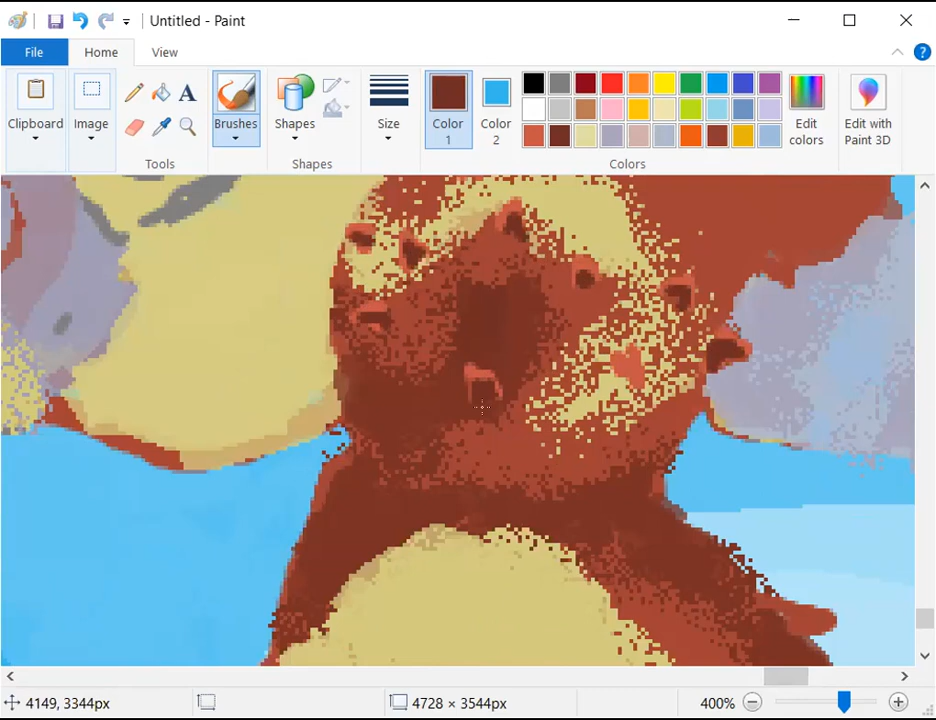 Untitled - Paint
File Home View
Clipboard
Image
Tools
Brushes
Shapes
Shapes
Size
Color 1
Color 2
Edit colors
Edit with Paint 3D
Colors
4149, 3344px
4728 × 3544px
400%